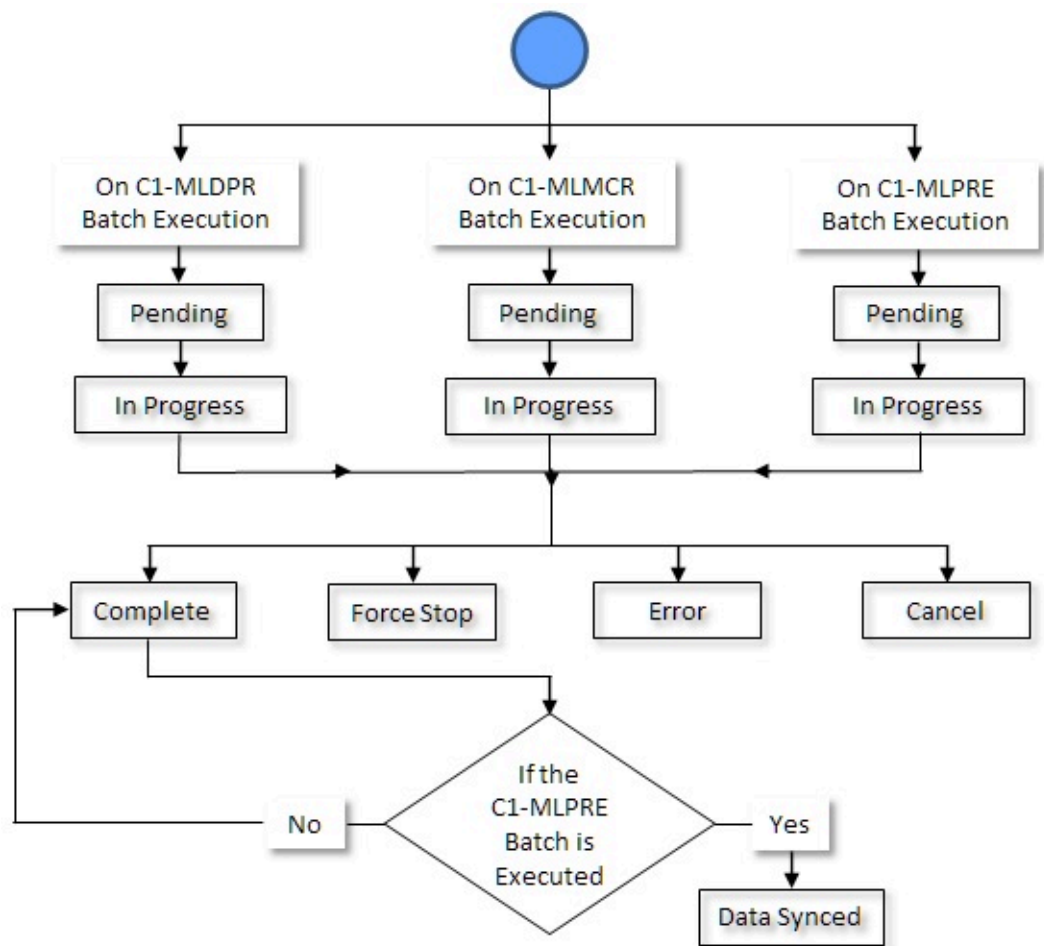 On C1-MLDPR
Batch Execution
On C1-MLMCR
Batch Execution
On C1-MLPRE
Batch Execution
Pending
Pending
Pending
In Progress
In Progress
In Progress
Complete
Force Stop
Error
Cancel
If the
C1-MLPRE
Batch is
Executed
No
Yes
Data Synced